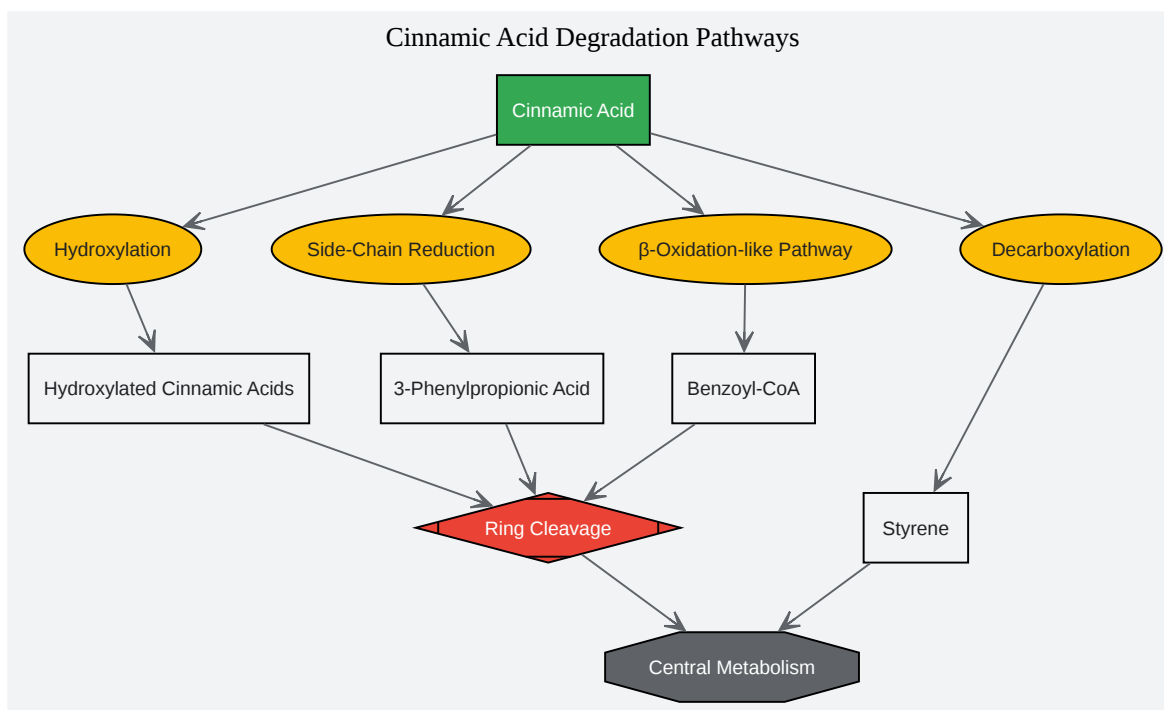 Cinnamic Acid Degradation Pathways
Cinnamic Acid
Hydroxylation
Side-Chain Reduction
β-Oxidation-like Pathway
Decarboxylation
Hydroxylated Cinnamic Acids
3-Phenylpropionic Acid
Benzoyl-CoA
Ring Cleavage
Styrene
Central Metabolism